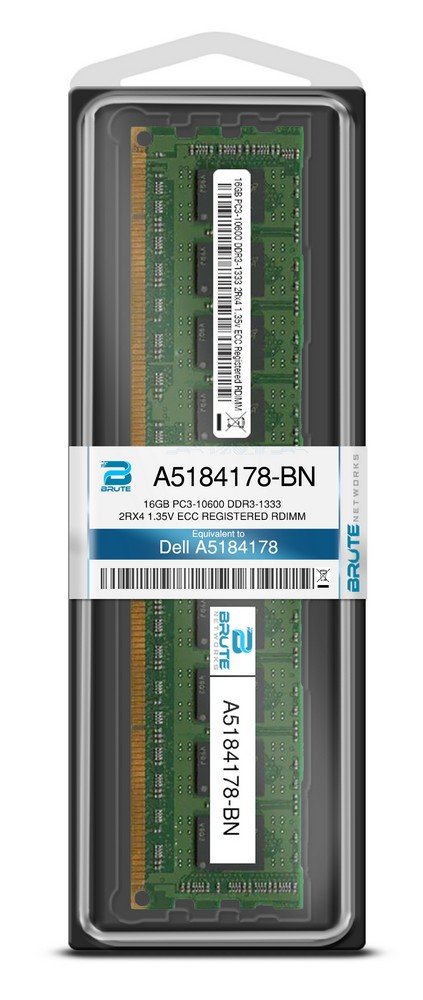 16GB PC3-10600 DDR3-1333 2Rx4 1.35v ECC Registered RDIMM
BRUTE
A5184178-BN
16GB PC3-10600 DDR3-1333
2RX4 1.35V ECC REGISTERED RDIMM
Equivalent to
Dell A5184178
BRUTE NETWORKS
BRUTE
NETWORKS
A5184178-BN